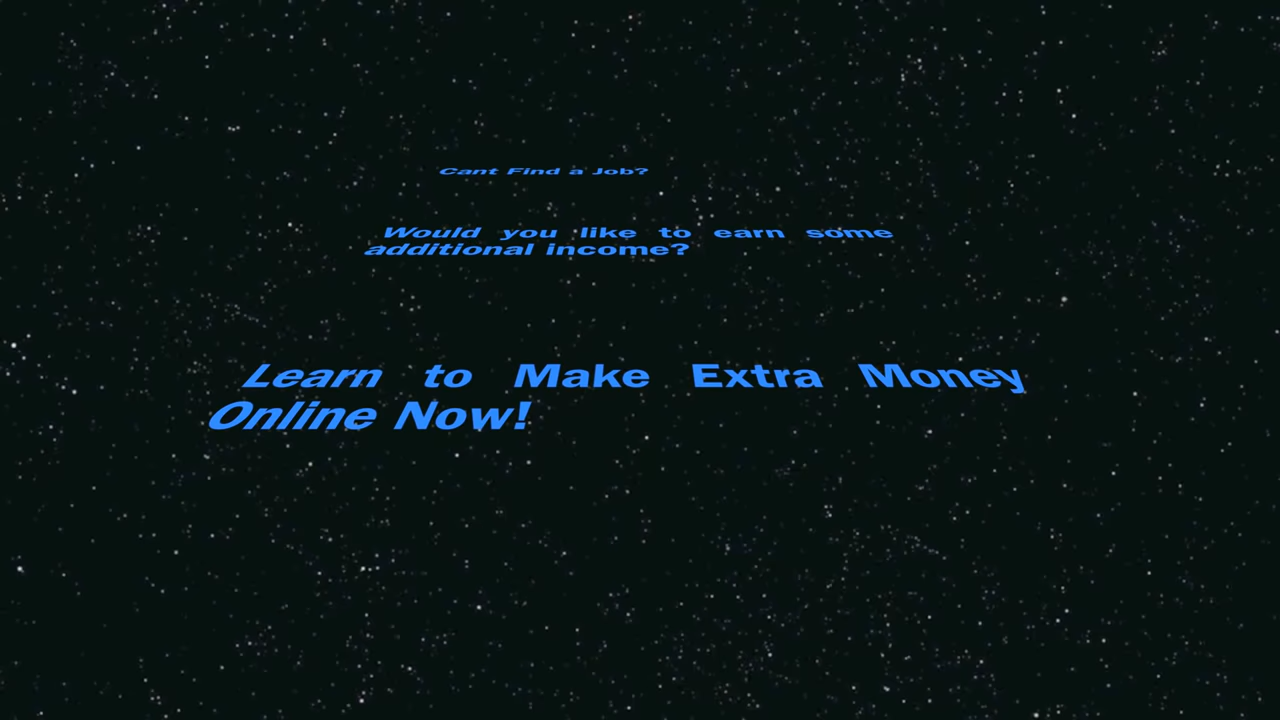 Cant Find a Job?
Would you like to earn some
additional income?
Learn to Make Extra Money
Online Now!